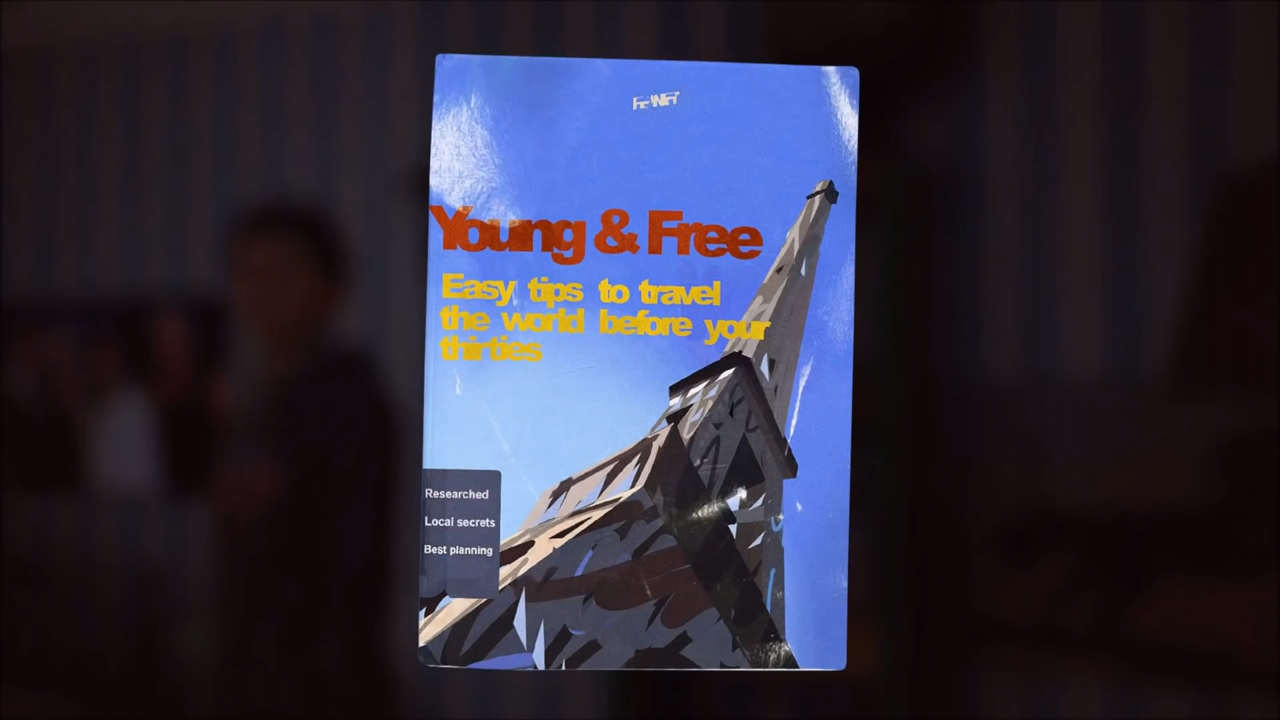 Young & Free
Easy tips to travel
the world before your
thirties
Researched
Local secrets
Best planning